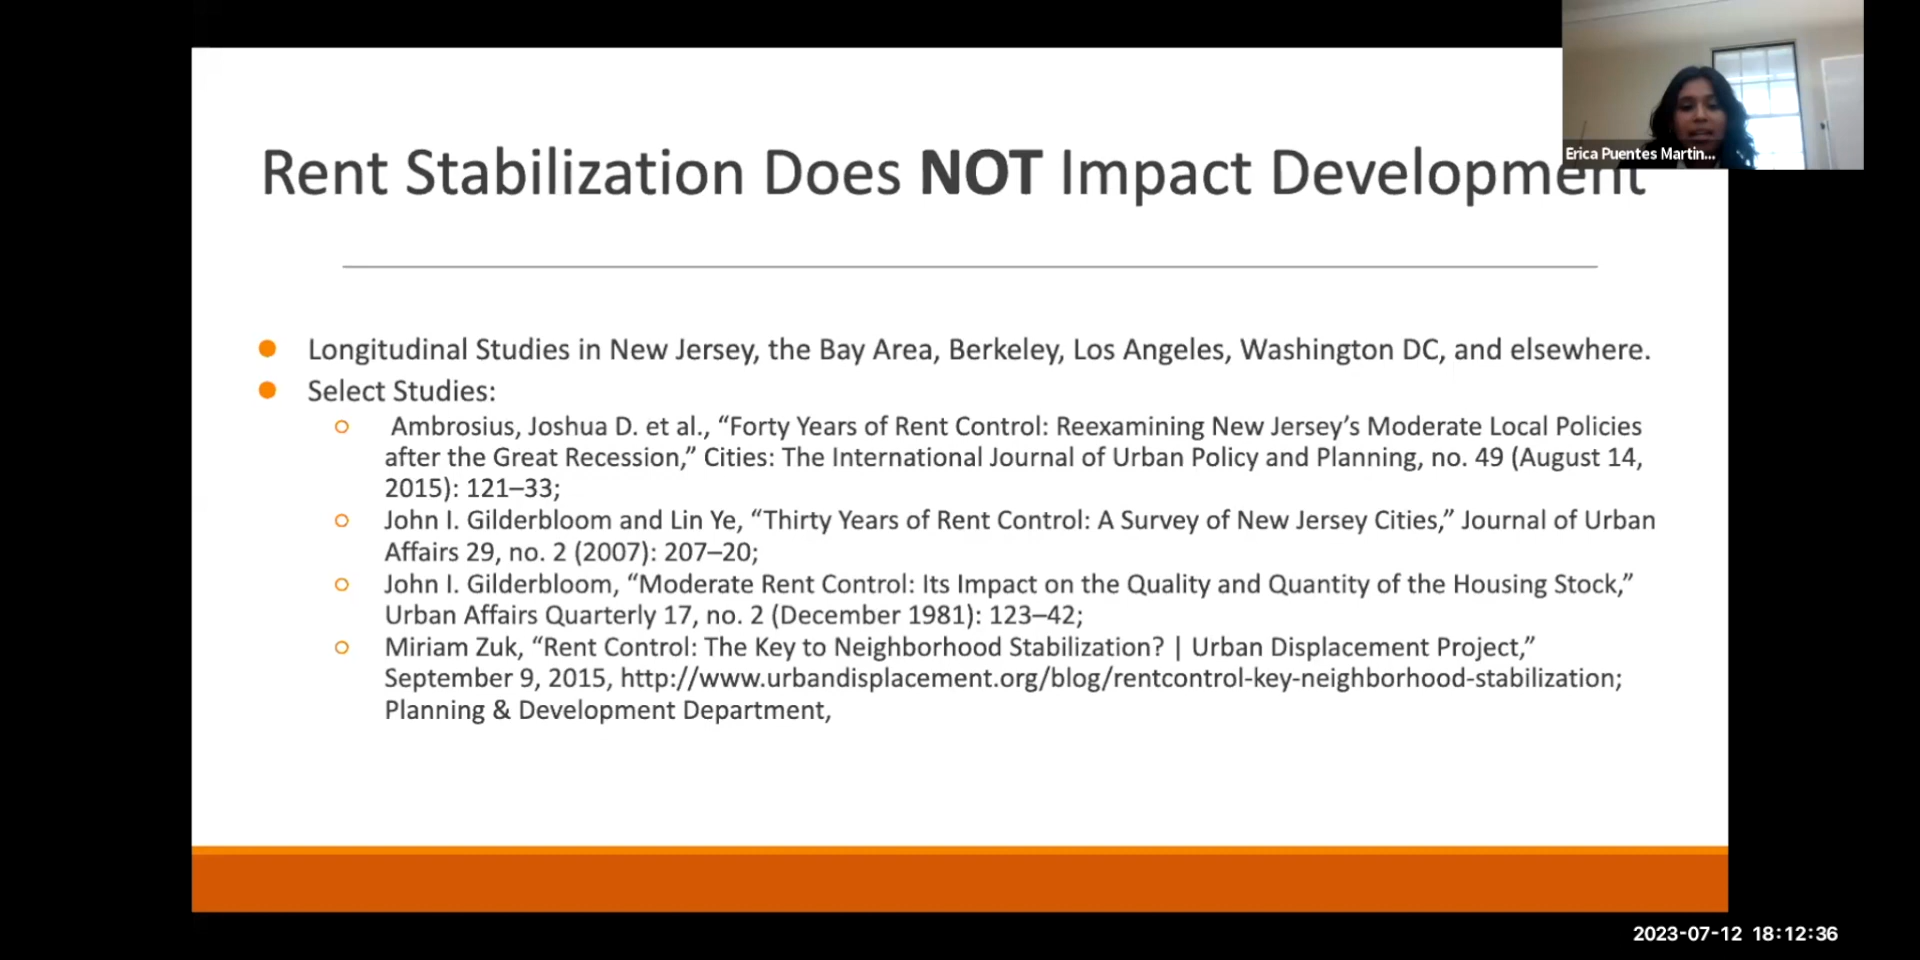 Erica Puentes Martin...
Rent Stabilization Does NOT Impact Development
Longitudinal Studies in New Jersey, the Bay Area, Berkeley, Los Angeles, Washington DC, and elsewhere.
Select Studies:
Ambrosius, Joshua D. et al., “Forty Years of Rent Control: Reexamining New Jersey’s Moderate Local Policies
after the Great Recession,” Cities: The International Journal of Urban Policy and Planning, no. 49 (August 14,
2015): 121–33;
John I. Gilderbloom and Lin Ye, “Thirty Years of Rent Control: A Survey of New Jersey Cities,” Journal of Urban
Affairs 29, no. 2 (2007): 207–20;
John I. Gilderbloom, “Moderate Rent Control: Its Impact on the Quality and Quantity of the Housing Stock,”
Urban Affairs Quarterly 17, no. 2 (December 1981): 123–42;
Miriam Zuk, “Rent Control: The Key to Neighborhood Stabilization? | Urban Displacement Project,”
September 9, 2015, http://www.urbandisplacement.org/blog/rentcontrol-key-neighborhood-stabilization;
Planning & Development Department,
2023-07-12 18:12:36